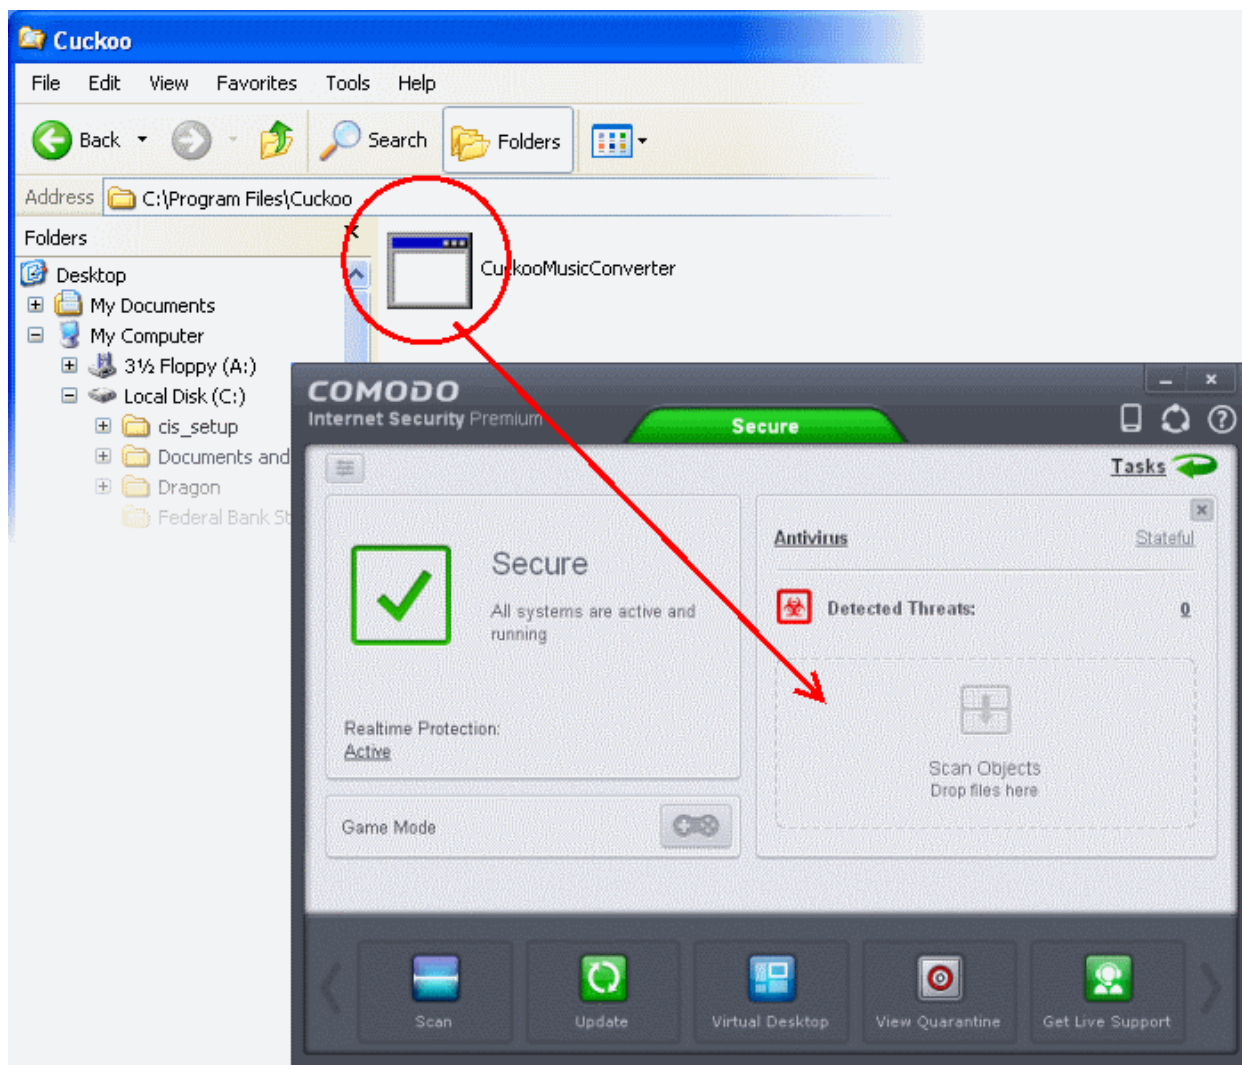 Cuckoo
File Edit View Favorites Tools Help
Back Search Folders
Address C:\Program Files\Cuckoo
Folders
Desktop
My Documents
My Computer
3½ Floppy (A:)
Local Disk (C:)
cis_setup
Documents and
Dragon
Federal Bank St
CuckooMusicConverter
COMODO
Internet Security Premium
Secure
Tasks
Secure
All systems are active and
running
Realtime Protection:
Active
Game Mode
Antivirus Stateful
Detected Threats: 0
Scan Objects
Drop files here
Scan Update Virtual Desktop View Quarantine Get Live Support